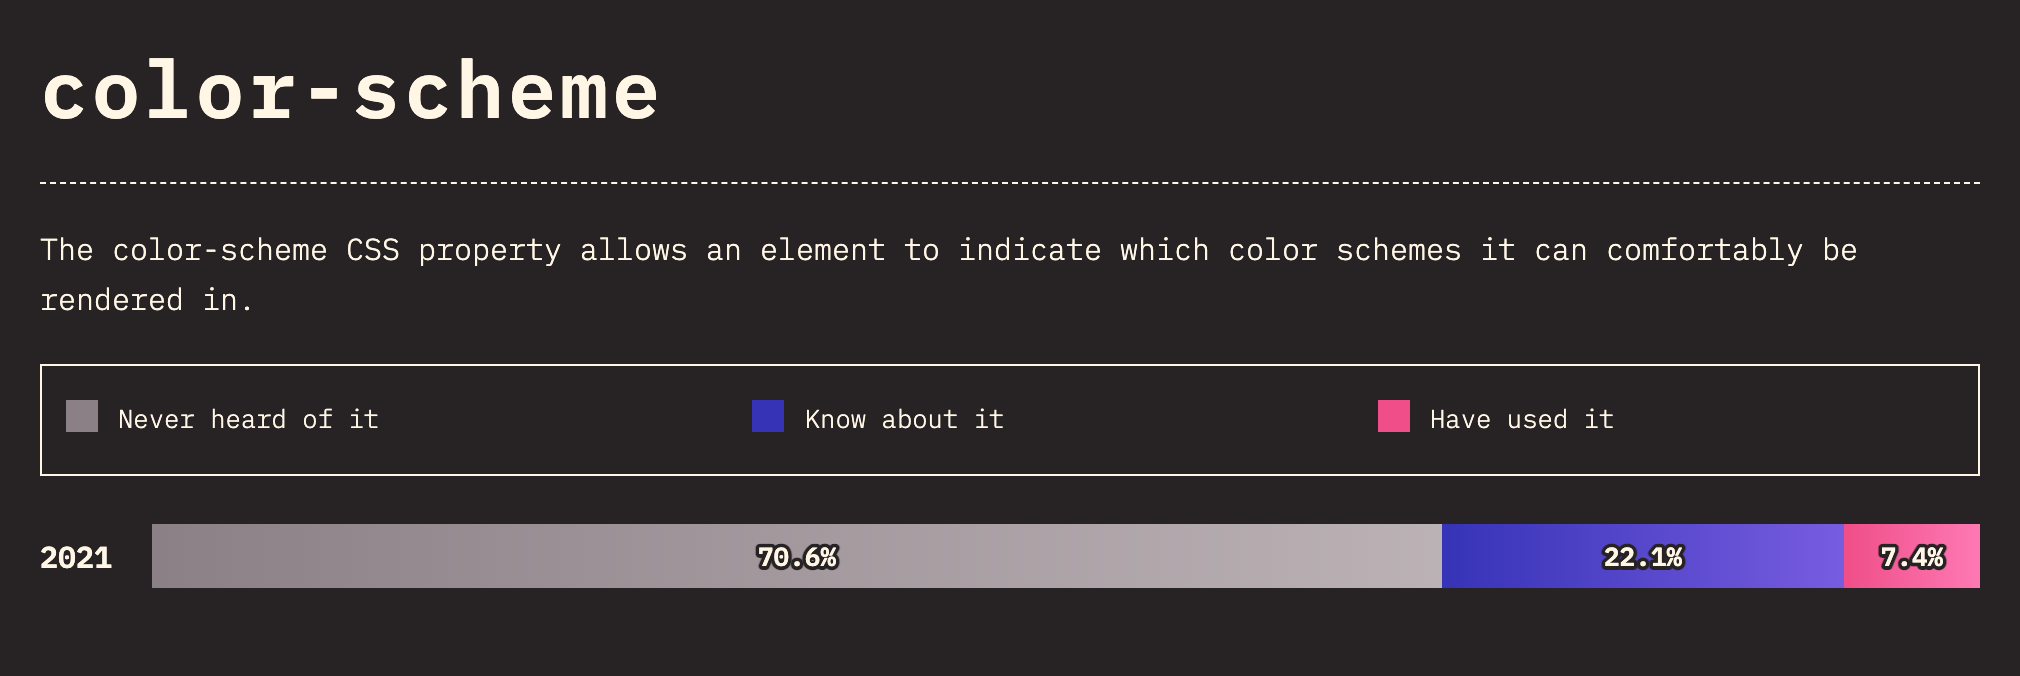 color-scheme
The color-scheme CSS property allows an element to indicate which color schemes it can comfortably be
rendered in.
Never heard of it Know about it Have used it
2021 70.6% 22.1% 7.4%